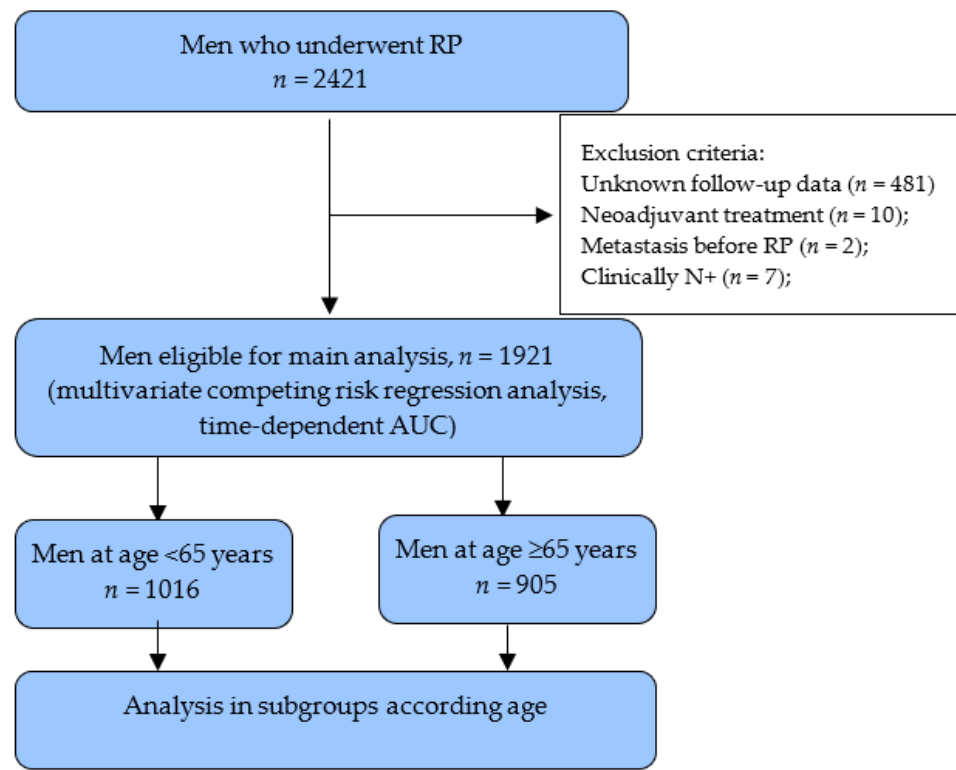 Men who underwent RP
n = 2421
Exclusion criteria:
Unknown follow-up data (n = 481)
Neoadjuvant treatment (n = 10);
Metastasis before RP (n = 2);
Clinically N+ (n = 7);
Men eligible for main analysis, n = 1921
(multivariate competing risk regression analysis,
time-dependent AUC)
Men at age <65 years
n = 1016
Men at age ≥65 years
n = 905
Analysis in subgroups according age